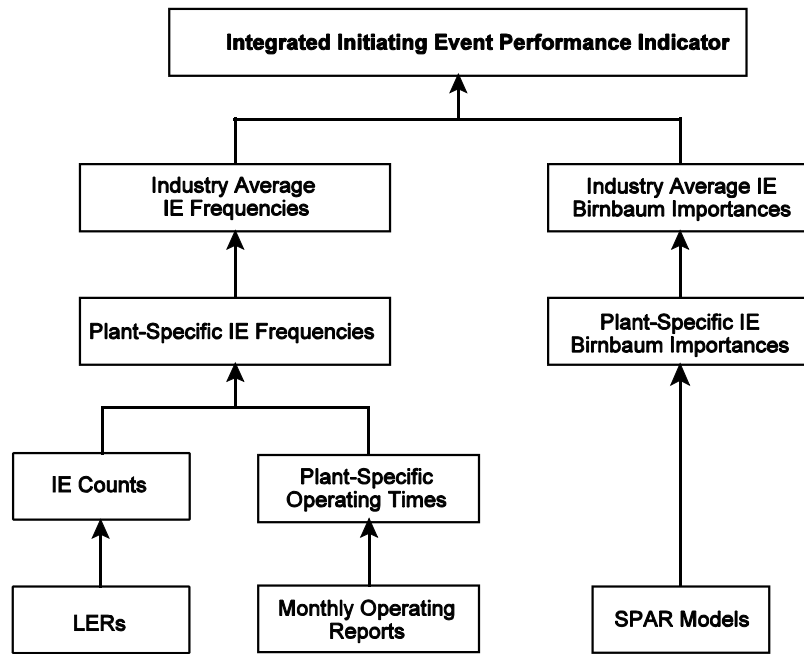 Integrated Initiating Event Performance Indicator
Industry Average
IE Frequencies
Industry Average IE
Birnbaum Importances
Plant-Specific IE Frequencies
Plant-Specific IE
Birnbaum Importances
IE Counts
Plant-Specific
Operating Times
LERs
Monthly Operating
Reports
SPAR Models